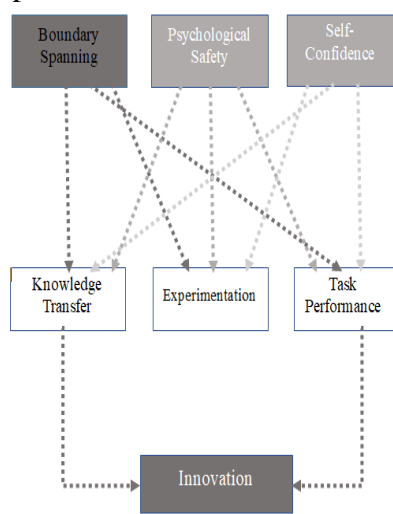 Boundary
Spanning
Psychological
Safety
Self-
Confidence
Knowledge
Transfer
Experimentation
Task
Performance
Innovation